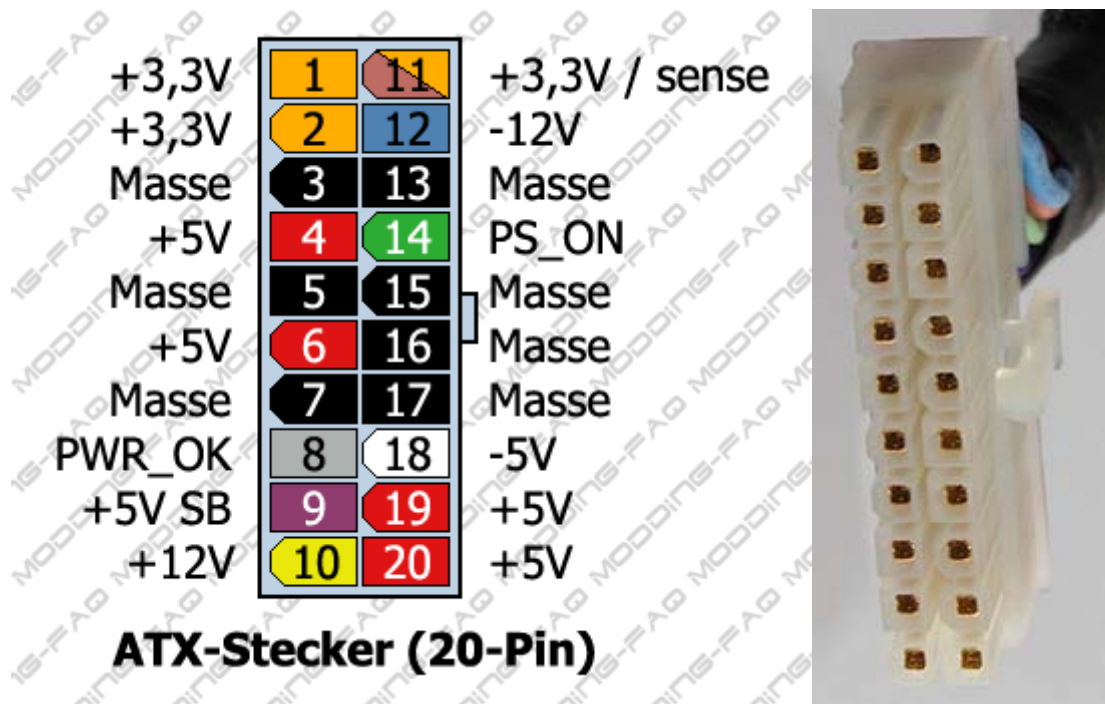 +3,3V 1 11 +3,3V / sense
+3,3V 2 12 -12V
Masse 3 13 Masse
+5V 4 14 PS_ON
Masse 5 15 Masse
+5V 6 16 Masse
Masse 7 17 Masse
PWR_OK 8 18 -5V
+5V SB 9 19 +5V
+12V 10 20 +5V
ATX-Stecker (20-Pin)